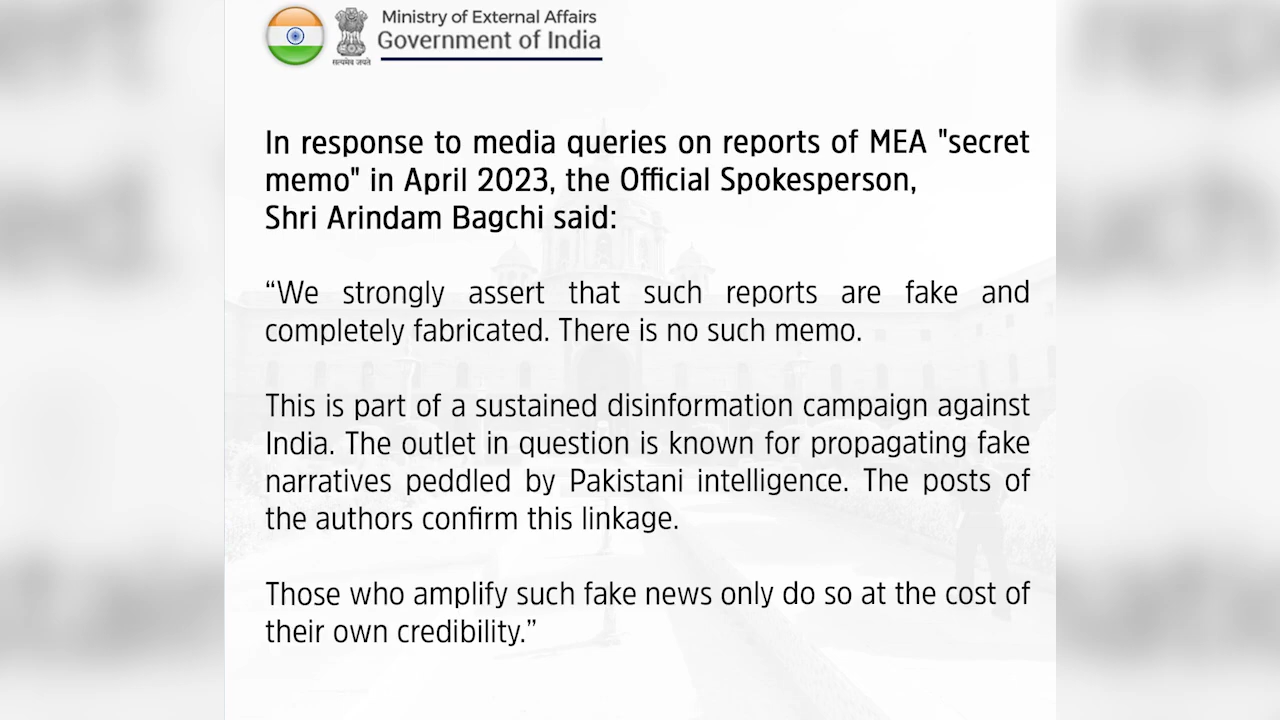 Ministry of External Affairs
Government of India
सत्यमेव जयते
In response to media queries on reports of MEA "secret
memo" in April 2023, the Official Spokesperson,
Shri Arindam Bagchi said:
“We strongly assert that such reports are fake and
completely fabricated. There is no such memo.
This is part of a sustained disinformation campaign against
India. The outlet in question is known for propagating fake
narratives peddled by Pakistani intelligence. The posts of
the authors confirm this linkage.
Those who amplify such fake news only do so at the cost of
their own credibility.”